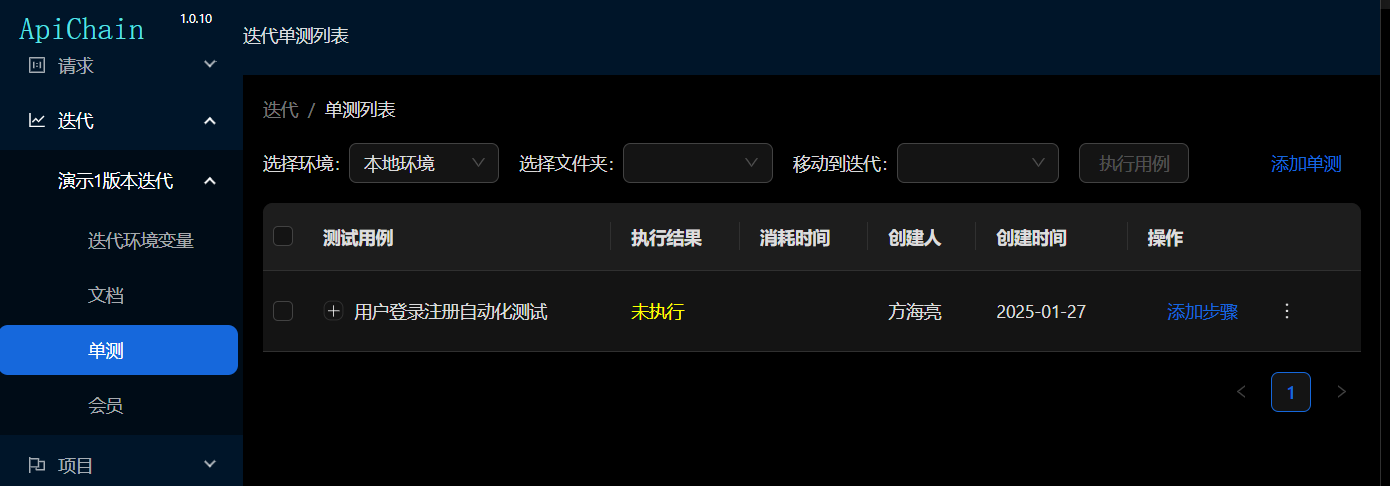 ApiChain 1.0.10
请求
迭代
演示1版本迭代
迭代环境变量
文档
单测
会员
项目
迭代单测列表
迭代 / 单测列表
选择环境: 本地环境 选择文件夹: 移动到迭代: 执行用例 添加单测
测试用例 执行结果 消耗时间 创建人 创建时间 操作
用户登录注册自动化测试 未执行 方海亮 2025-01-27 添加步骤
1